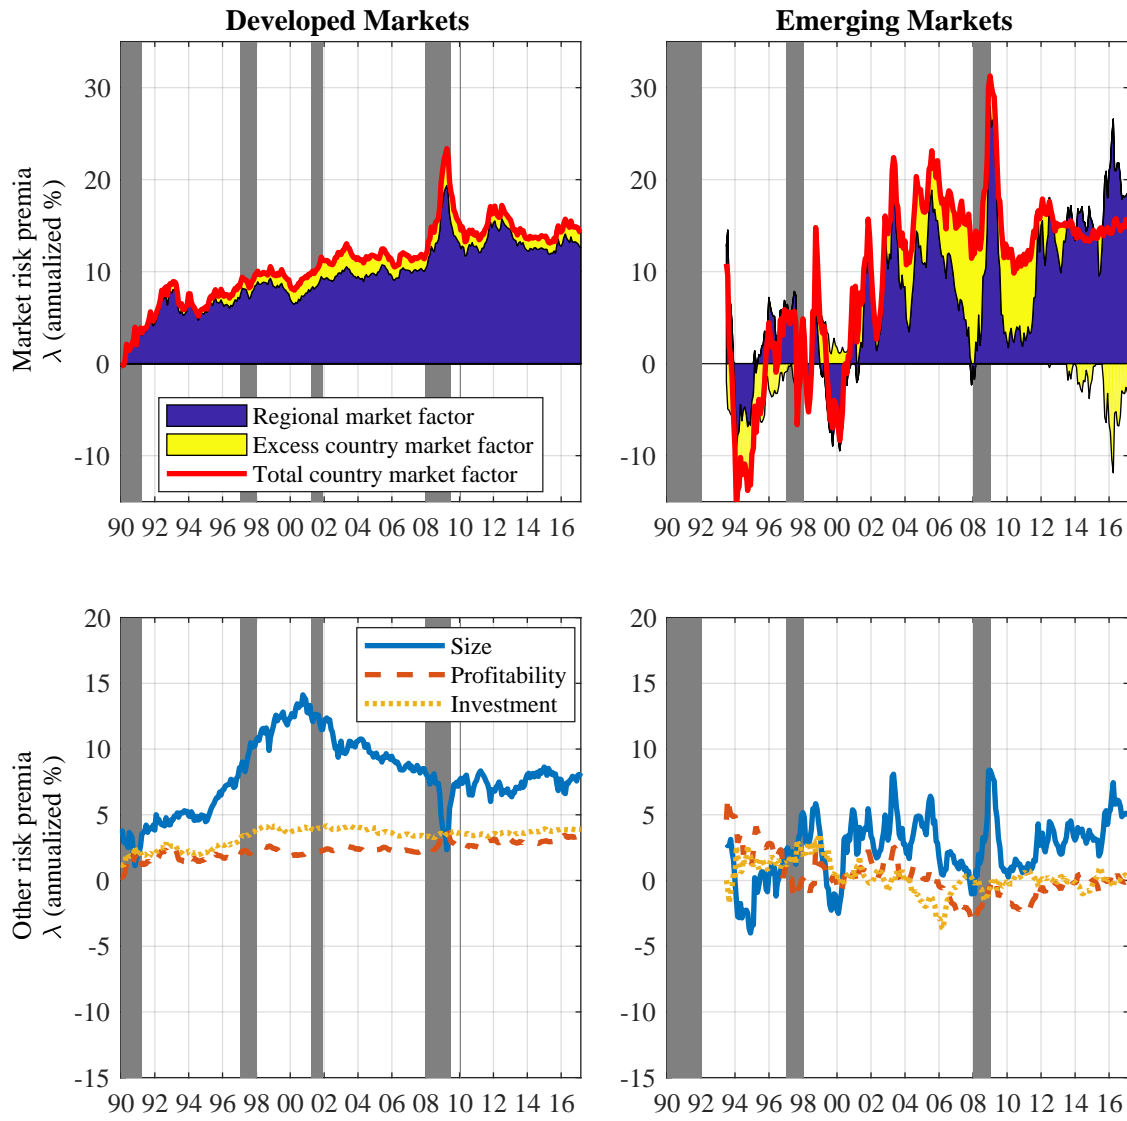 Developed Markets
Emerging Markets
Market risk premia
λ (annualized %)
30
20
10
0
-10
Regional market factor
Excess country market factor
Total country market factor
90 92 94 96 98 00 02 04 06 08 10 12 14 16
30
20
10
0
-10
90 92 94 96 98 00 02 04 06 08 10 12 14 16
Other risk premia
λ (annualized %)
20
15
10
5
0
-5
-10
-15
Size
Profitability
Investment
90 92 94 96 98 00 02 04 06 08 10 12 14 16
20
15
10
5
0
-5
-10
-15
90 92 94 96 98 00 02 04 06 08 10 12 14 16